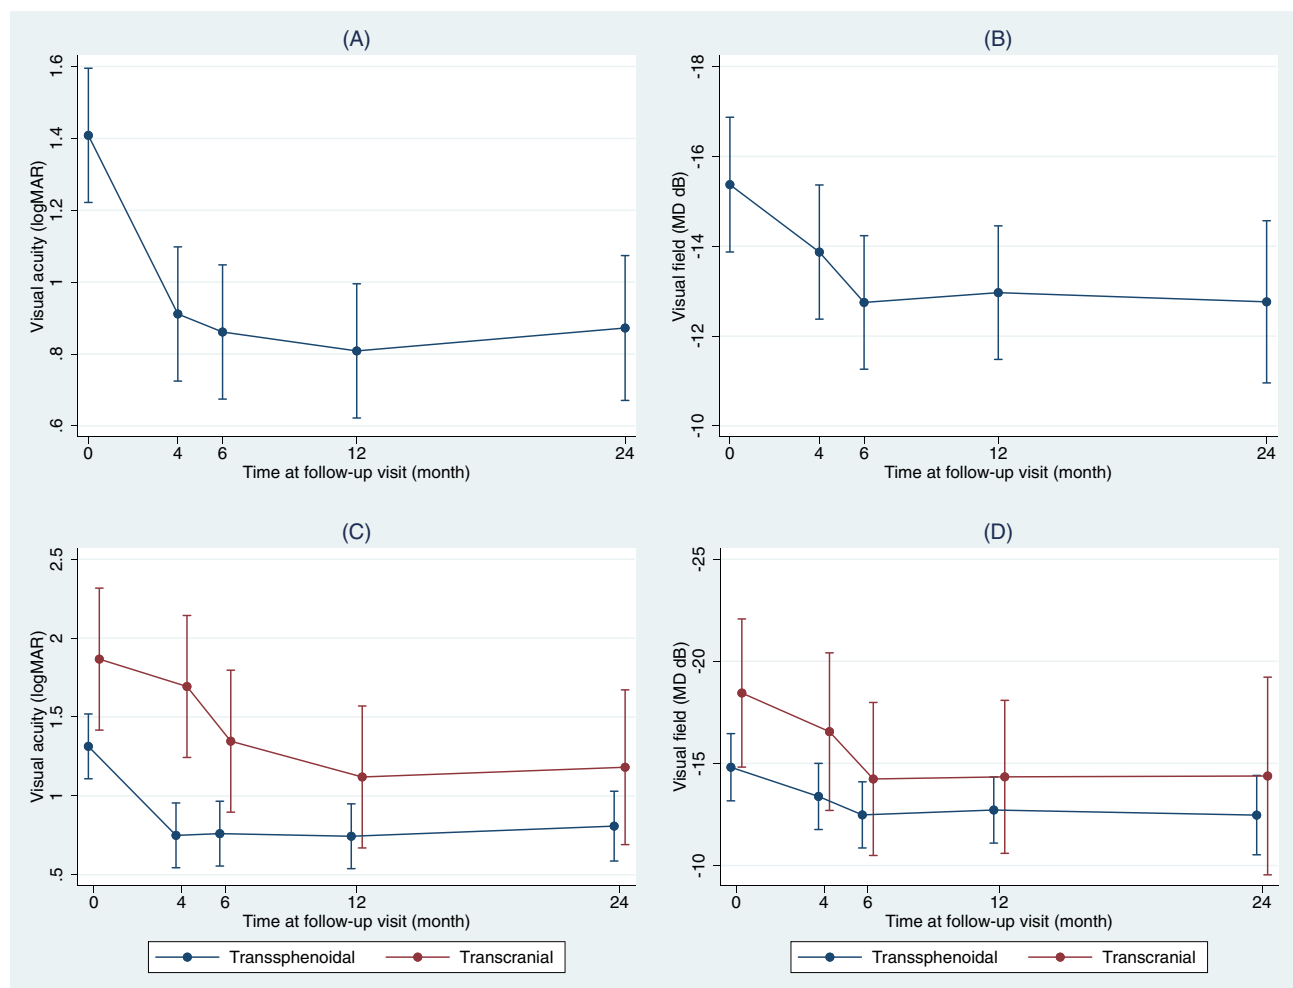 (A)
Visual acuity (logMAR)
1.6
1.4
1.2
1
.8
.6
0 4 6 12 24
Time at follow-up visit (month)
(B)
Visual field (MD dB)
-18
-16
-14
-12
-10
0 4 6 12 24
Time at follow-up visit (month)
(C)
Visual acuity (logMAR)
2.5
2
1.5
1
.5
0 4 6 12 24
Time at follow-up visit (month)
Transsphenoidal Transcranial
(D)
Visual field (MD dB)
-25
-20
-15
-10
0 4 6 12 24
Time at follow-up visit (month)
Transsphenoidal Transcranial